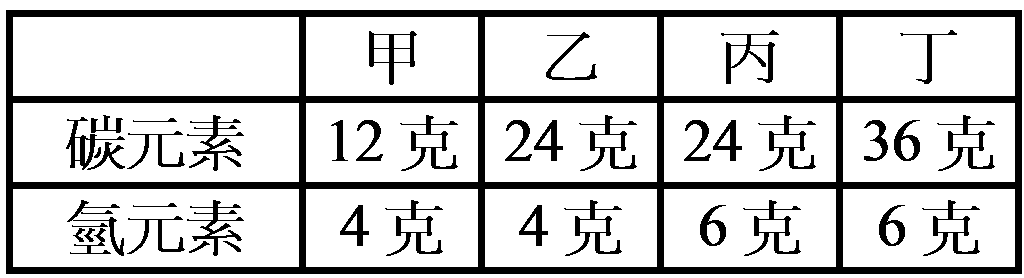 甲 乙 丙 丁
碳元素 12 克 24 克 24 克 36 克
氫元素 4 克 4 克 6 克 6 克